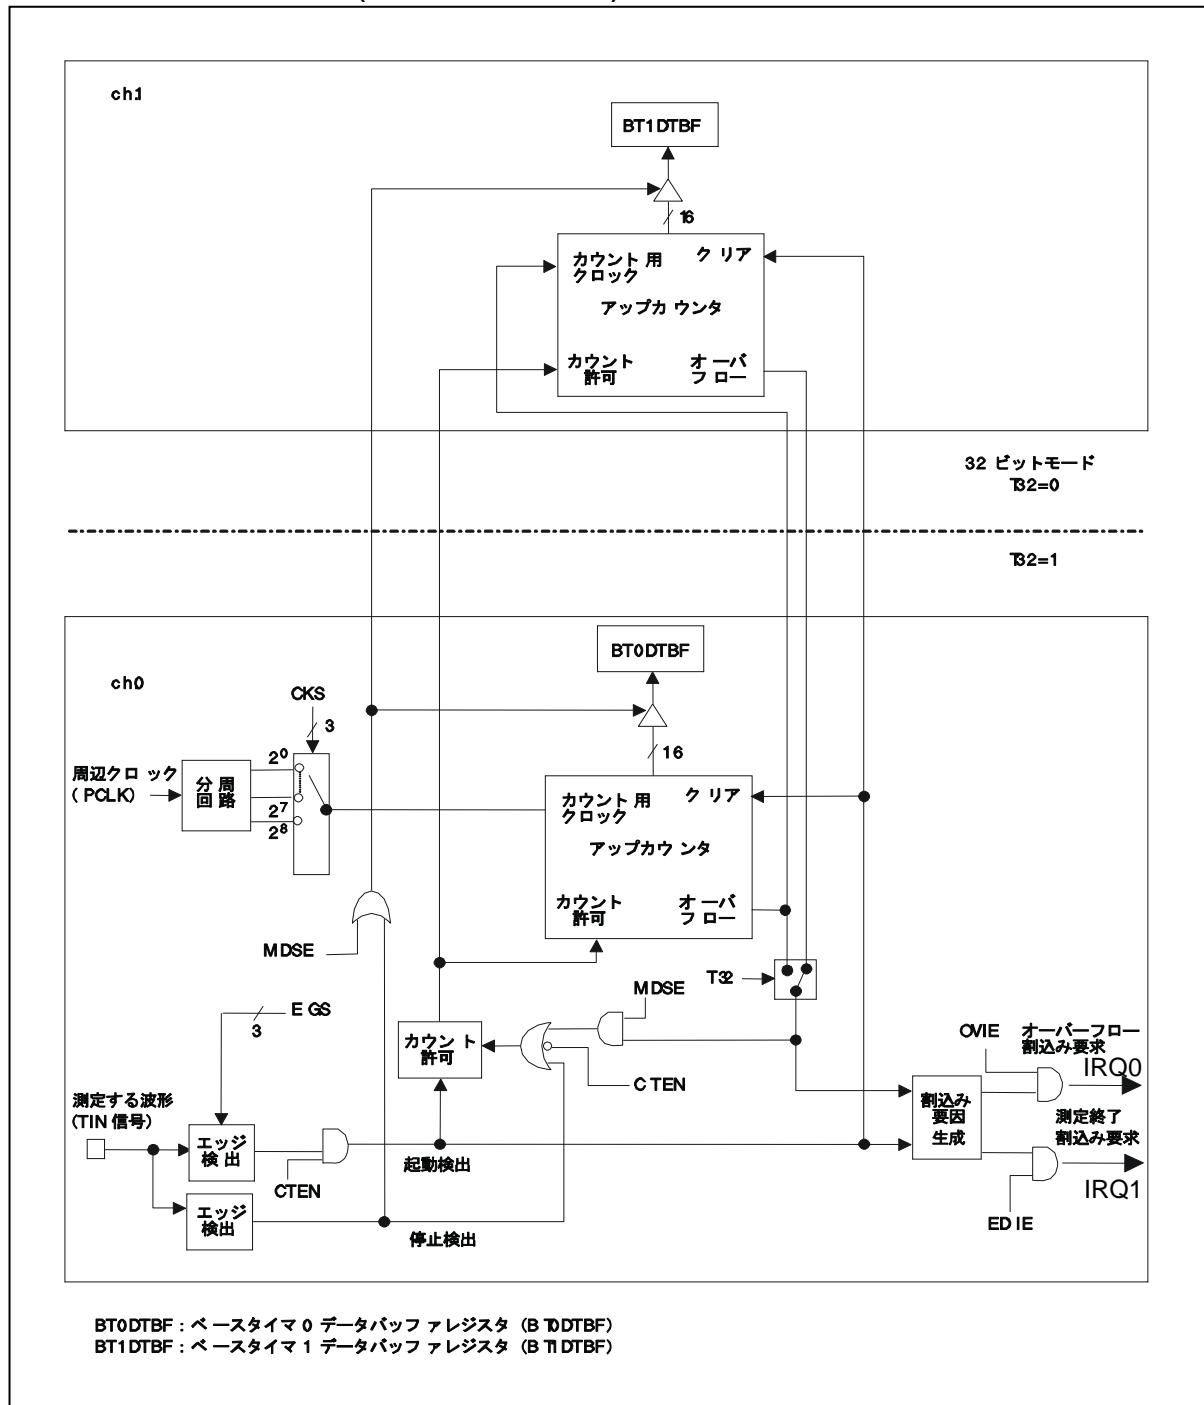 ch.1
BT1DTBF
16
カウント用
クロック
クリア
アップカウンタ
カウント
許可
オーバ
フロー
32 ビットモード
T32=0
T32=1
BT0DTBF
ch.0
CKS
3
16
周辺クロック
(PCLK)
分周
回路
2⁰
2⁷
2⁸
カウント用
クロック
クリア
アップカウンタ
カウント
許可
オーバ
フロー
MDSE
T32
MDSE
EGS
3
カウント
許可
CTEN
OVIE
オーバーフロー
割込み要求
IRQ0
測定する波形
(TIN 信号)
エッジ
検出
CTEN
起動検出
割込み
要因
生成
測定終了
割込み要求
IRQ1
エッジ
検出
停止検出
EDIE
BT0DTBF : ベースタイマ 0 データバッファレジスタ (BT0DTBF)
BT1DTBF : ベースタイマ 1 データバッファレジスタ (BT1DTBF)